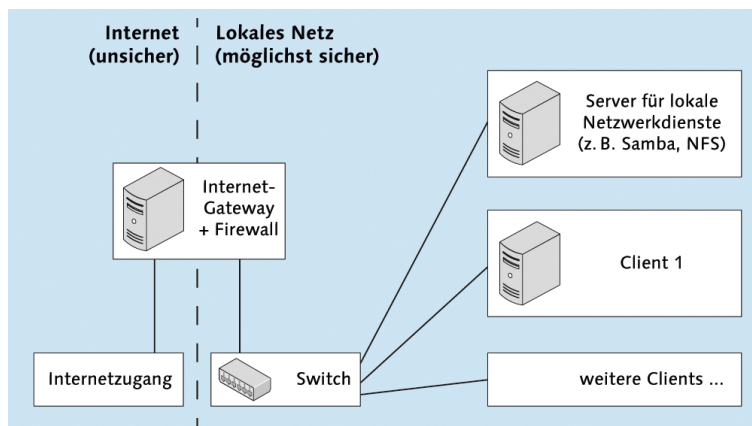 Internet
(unsicher)
Lokales Netz
(möglichst sicher)
Server für lokale
Netzwerkdienste
(z. B. Samba, NFS)
Internet-
Gateway
+ Firewall
Client 1
Internetzugang
Switch
weitere Clients ...